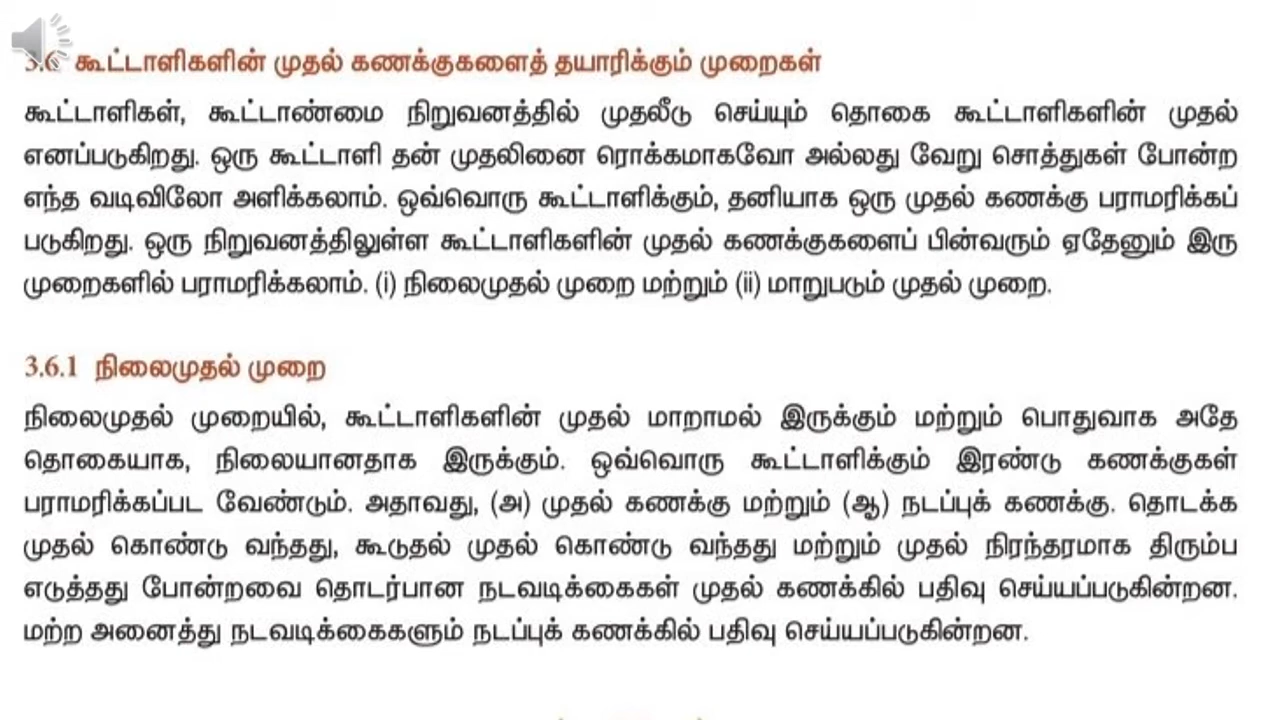 3.6 கூட்டாளிகளின் முதல் கணக்குகளைத் தயாரிக்கும் முறைகள்
கூட்டாளிகள், கூட்டாண்மை நிறுவனத்தில் முதலீடு செய்யும் தொகை கூட்டாளிகளின் முதல்
எனப்படுகிறது. ஒரு கூட்டாளி தன் முதலினை ரொக்கமாகவோ அல்லது வேறு சொத்துகள் போன்ற
எந்த வடிவிலோ அளிக்கலாம். ஒவ்வொரு கூட்டாளிக்கும், தனியாக ஒரு முதல் கணக்கு பராமரிக்கப்
படுகிறது. ஒரு நிறுவனத்திலுள்ள கூட்டாளிகளின் முதல் கணக்குகளைப் பின்வரும் ஏதேனும் இரு
முறைகளில் பராமரிக்கலாம். (i) நிலைமுதல் முறை மற்றும் (ii) மாறுபடும் முதல் முறை.
3.6.1 நிலைமுதல் முறை
நிலைமுதல் முறையில், கூட்டாளிகளின் முதல் மாறாமல் இருக்கும் மற்றும் பொதுவாக அதே
தொகையாக, நிலையானதாக இருக்கும். ஒவ்வொரு கூட்டாளிக்கும் இரண்டு கணக்குகள்
பராமரிக்கப்பட வேண்டும். அதாவது, (அ) முதல் கணக்கு மற்றும் (ஆ) நடப்புக் கணக்கு. தொடக்க
முதல் கொண்டு வந்தது, கூடுதல் முதல் கொண்டு வந்தது மற்றும் முதல் நிரந்தரமாக திரும்ப
எடுத்தது போன்றவை தொடர்பான நடவடிக்கைகள் முதல் கணக்கில் பதிவு செய்யப்படுகின்றன.
மற்ற அனைத்து நடவடிக்கைகளும் நடப்புக் கணக்கில் பதிவு செய்யப்படுகின்றன.